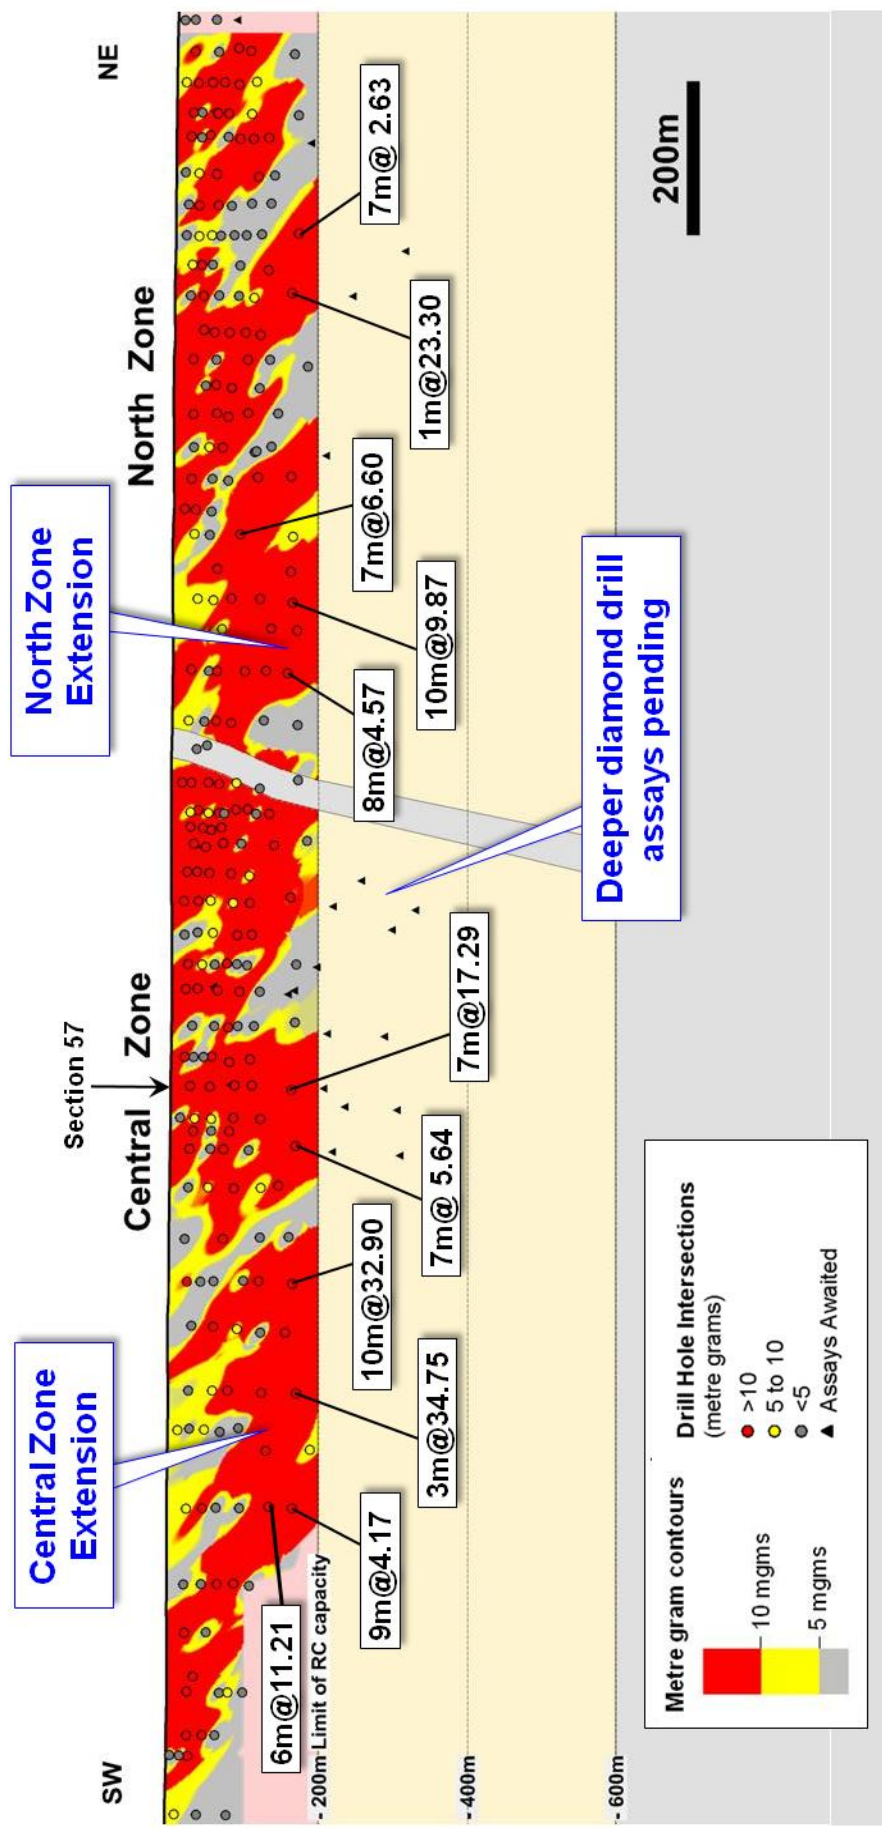 SW
NE
Section 57
Central Zone
North Zone
Central Zone
Extension
North Zone
Extension
6m@11.21
9m@4.17
3m@34.75
10m@32.90
7m@ 5.64
7m@17.29
8m@4.57
10m@9.87
7m@6.60
1m@23.30
7m@ 2.63
-200m Limit of RC capacity
-400m
-600m
Deeper diamond drill
assays pending
200m
Metre gram contours
10 mgms
5 mgms
Drill Hole Intersections
(metre grams)
>10
5 to 10
<5
Assays Awaited